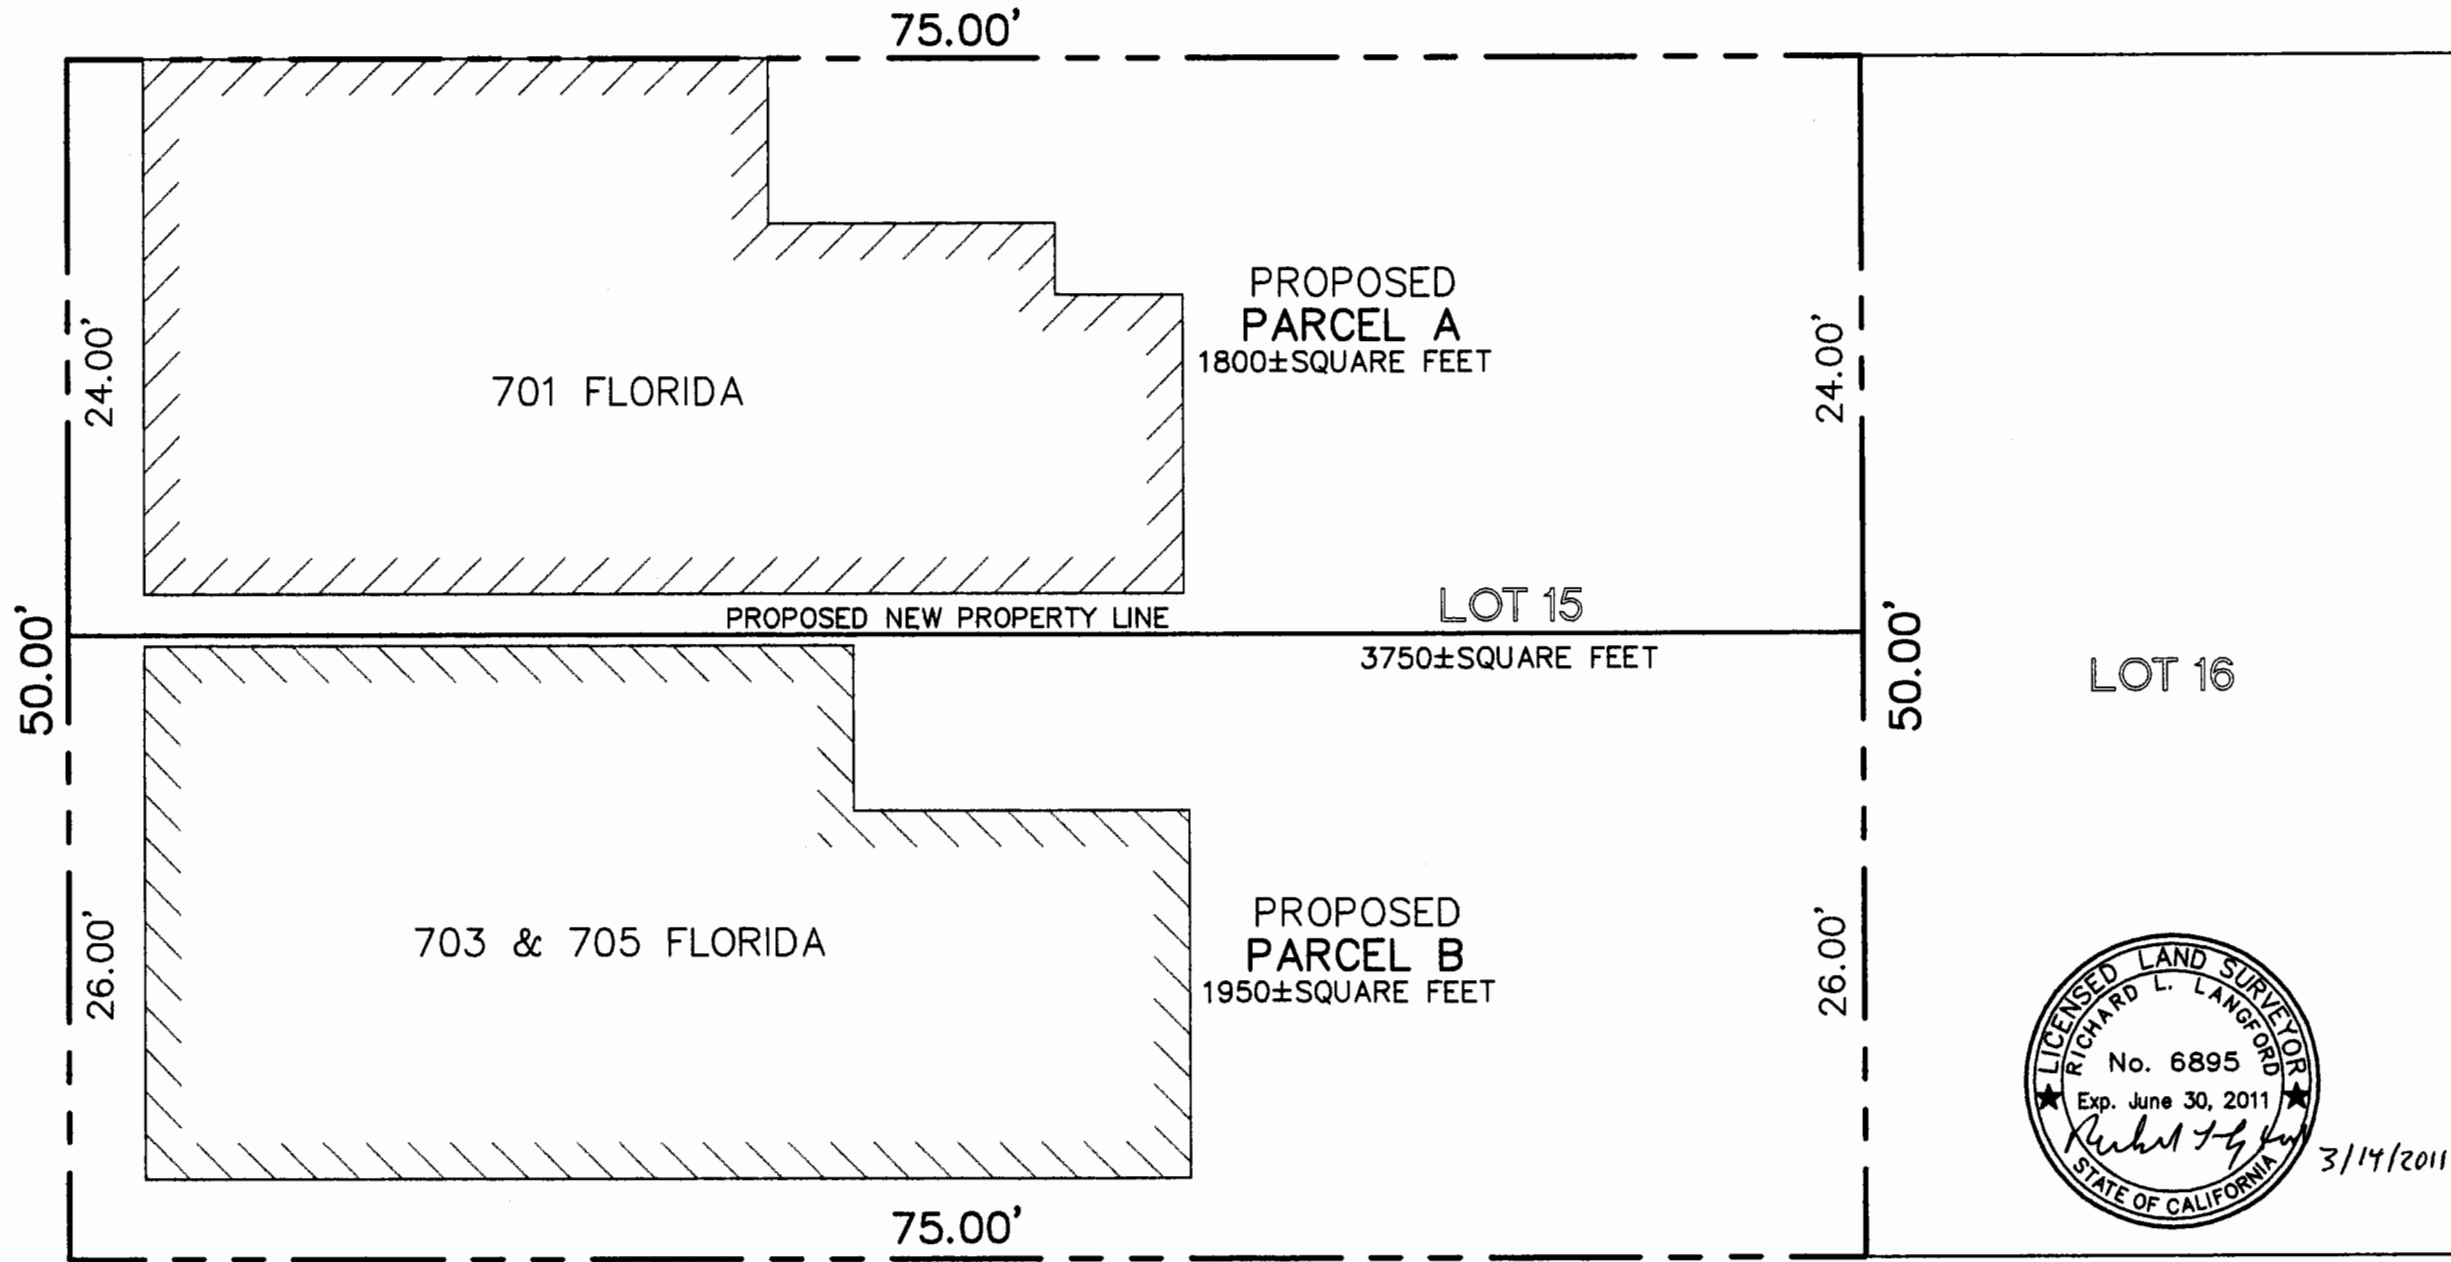 75.00'
24.00'
701 FLORIDA
PROPOSED
PARCEL A
1800±SQUARE FEET
24.00'
PROPOSED NEW PROPERTY LINE
LOT 15
3750±SQUARE FEET
50.00'
50.00'
LOT 16
26.00'
703 & 705 FLORIDA
PROPOSED
PARCEL B
1950±SQUARE FEET
26.00'
75.00'
LICENSED LAND SURVEYOR
RICHARD L. LANGFORD
No. 6895
Exp. June 30, 2011
STATE OF CALIFORNIA
3/14/2011